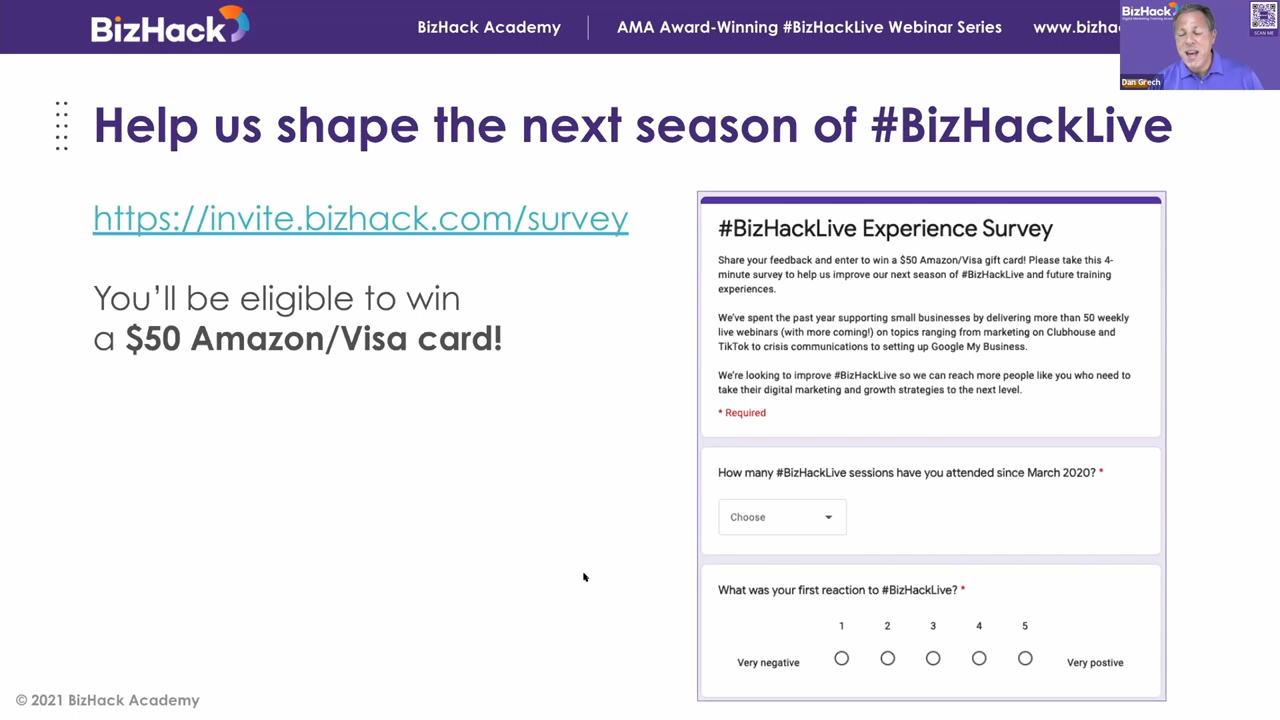 BizHack
BizHack Academy
AMA Award-Winning #BizHackLive Webinar Series
www.bizha
BizHack
Digital Marketing Training
SCAN ME
Dan Grech
Help us shape the next season of #BizHackLive
https://invite.bizhack.com/survey
You'll be eligible to win
a $50 Amazon/Visa card!
#BizHackLive Experience Survey
Share your feedback and enter to win a $50 Amazon/Visa gift card! Please take this 4-
minute survey to help us improve our next season of #BizHackLive and future training
experiences.
We've spent the past year supporting small businesses by delivering more than 50 weekly
live webinars (with more coming!) on topics ranging from marketing on Clubhouse and
TikTok to crisis communications to setting up Google My Business.
We're looking to improve #BizHackLive so we can reach more people like you who need to
take their digital marketing and growth strategies to the next level.
* Required
How many #BizHackLive sessions have you attended since March 2020? *
Choose
What was your first reaction to #BizHackLive? *
1 2 3 4 5
Very negative
Very postive
© 2021 BizHack Academy